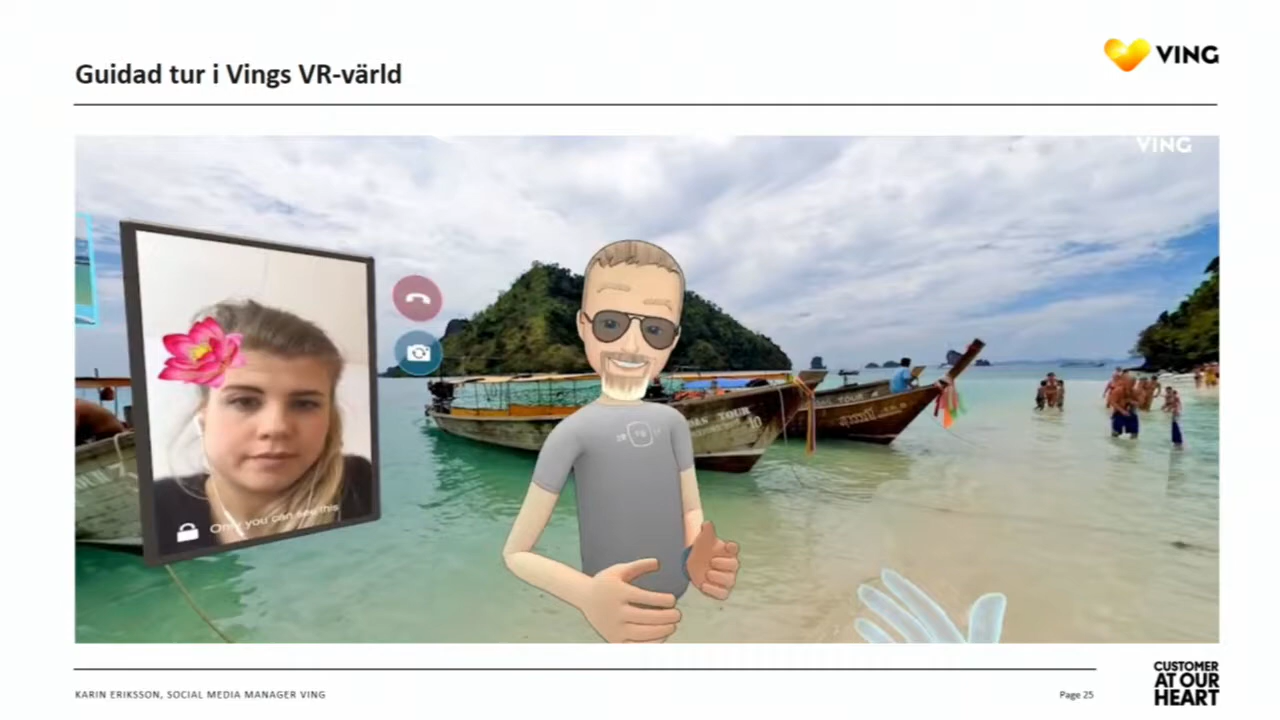 VING
Guidad tur i Vings VR-värld
VING
TOUR
10
Only you can see this
KARIN ERIKSSON, SOCIAL MEDIA MANAGER VING
Page 25
CUSTOMER
AT OUR
HEART